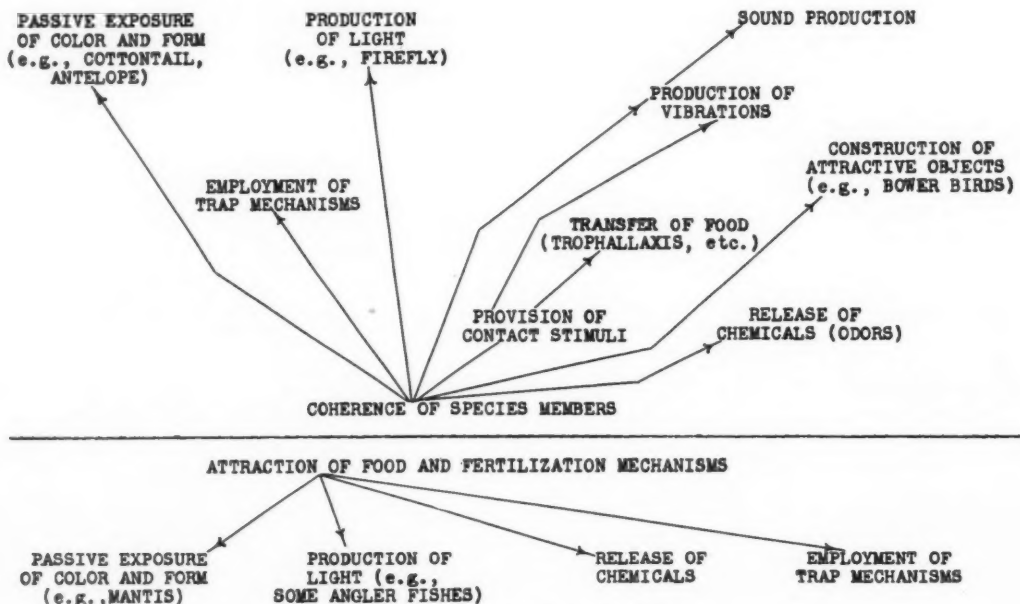 PASSIVE EXPOSURE
OF COLOR AND FORM
(e.g., COTTONTAIL,
ANTELOPE)
PRODUCTION
OF LIGHT
(e.g., FIREFLY)
SOUND PRODUCTION
PRODUCTION OF
VIBRATIONS
CONSTRUCTION OF
ATTRACTIVE OBJECTS
(e.g., BOWER BIRDS)
EMPLOYMENT OF
TRAP MECHANISMS
TRANSFER OF FOOD
(TROPHALLAXIS, etc.)
PROVISION OF
CONTACT STIMULI
RELEASE OF
CHEMICALS (ODORS)
COHERENCE OF SPECIES MEMBERS
ATTRACTION OF FOOD AND FERTILIZATION MECHANISMS
PASSIVE EXPOSURE
OF COLOR AND FORM
(e.g.,MANTIS)
PRODUCTION OF
LIGHT (e.g.,
SOME ANGLER FISHES)
RELEASE OF
CHEMICALS
EMPLOYMENT OF
TRAP MECHANISMS